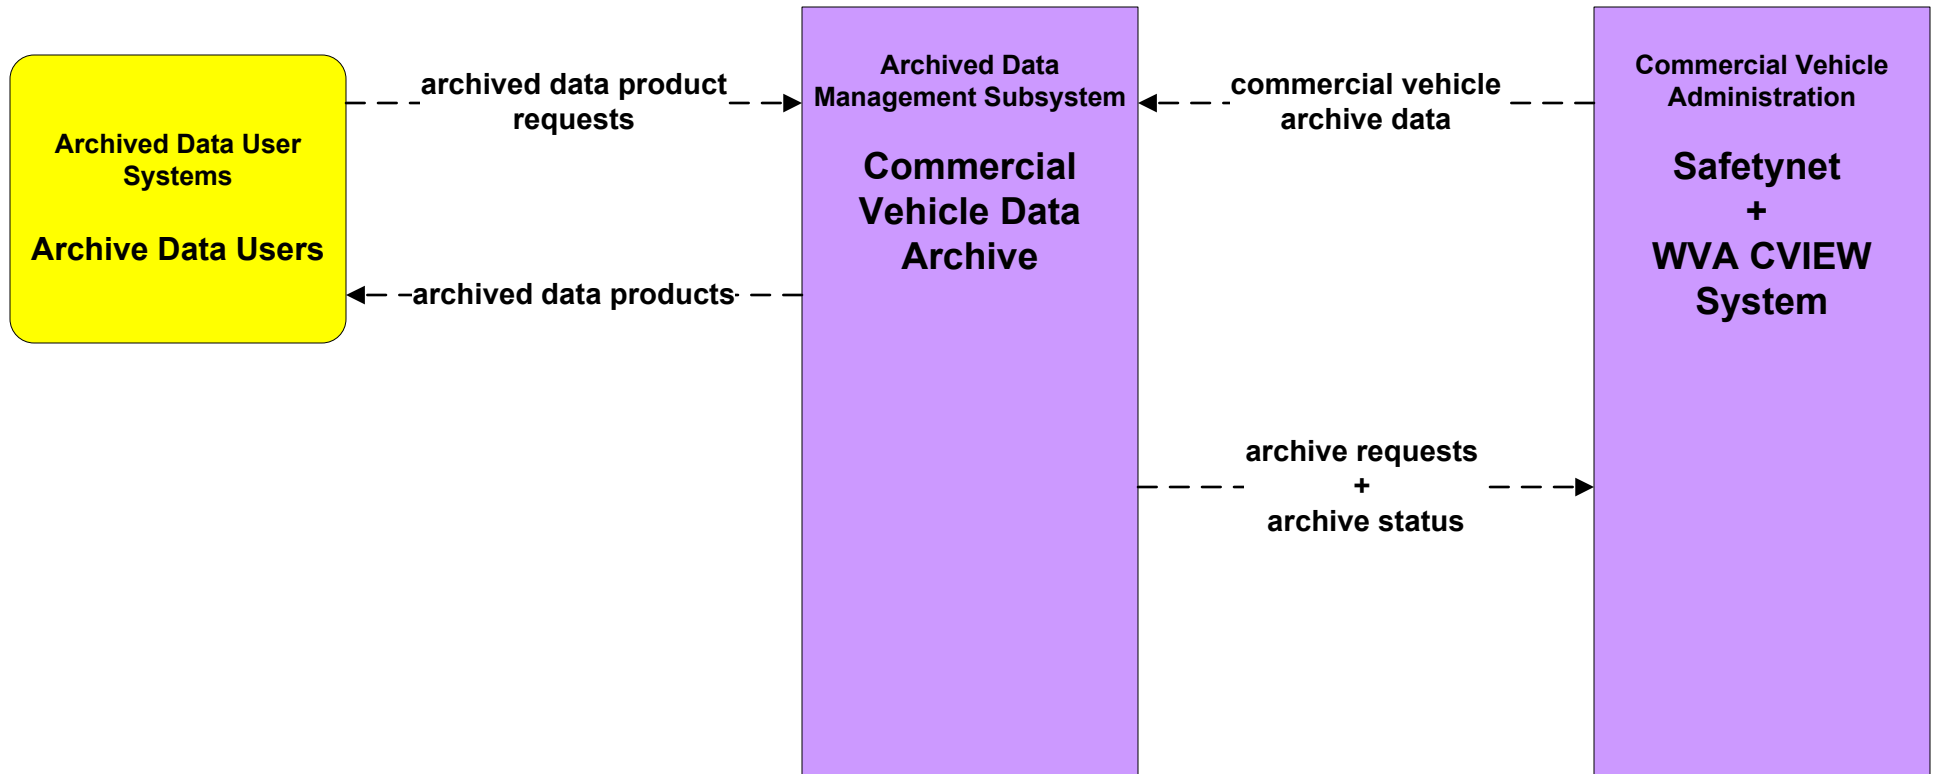 Archived Data User
Systems
Archive Data Users
archived data product
requests
archived data products
Archived Data
Management Subsystem
Commercial
Vehicle Data
Archive
commercial vehicle
archive data
archive requests
+
archive status
Commercial Vehicle
Administration
Safetynet
+
WVA CVIEW
System